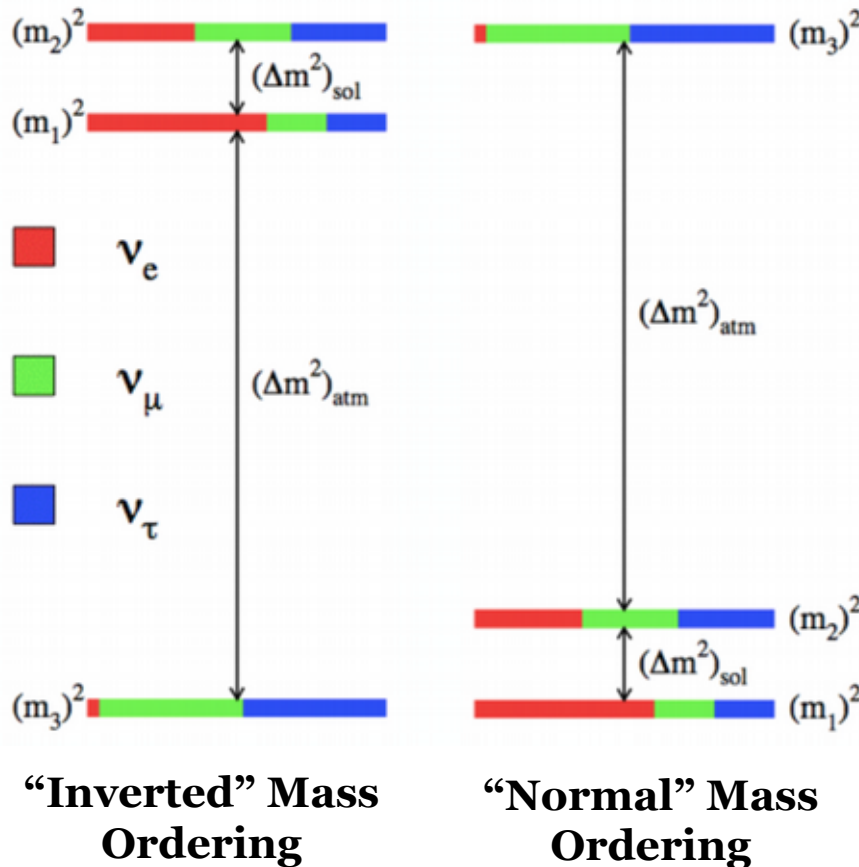 (m₂)²
(Δm²)sol
(m₁)²
νe
(Δm²)atm
νμ
ντ
(m₃)²
“Inverted” Mass
Ordering
(m₃)²
(Δm²)atm
(m₂)²
(Δm²)sol
(m₁)²
“Normal” Mass
Ordering